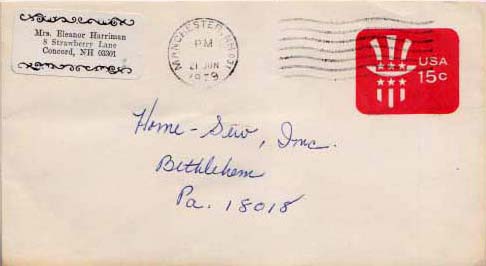 Mrs. Eleanor Harriman
8 Strawberry Lane
Concord, NH 03301
MANCHESTER, NH 031
PM
21 JUN
1979
USA
15c
Home-Sew, Inc.
Bethlehem
Pa. 18018